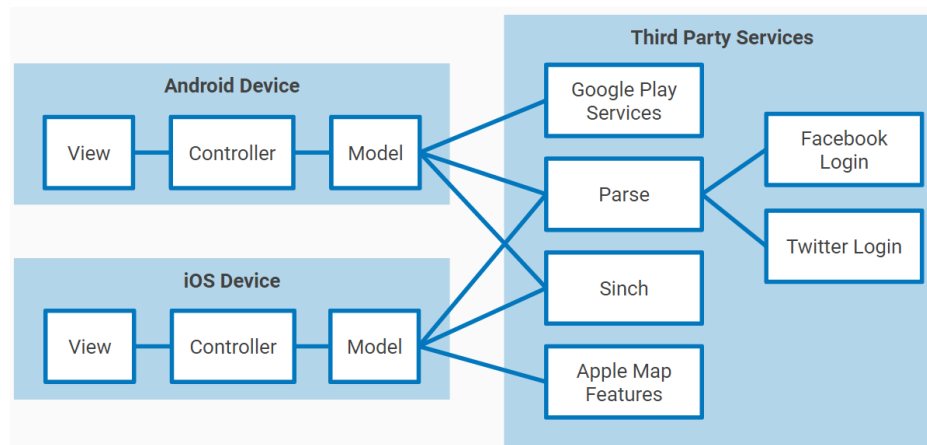 Third Party Services
Android Device
View
Controller
Model
iOS Device
View
Controller
Model
Google Play
Services
Parse
Sinch
Apple Map
Features
Facebook
Login
Twitter Login